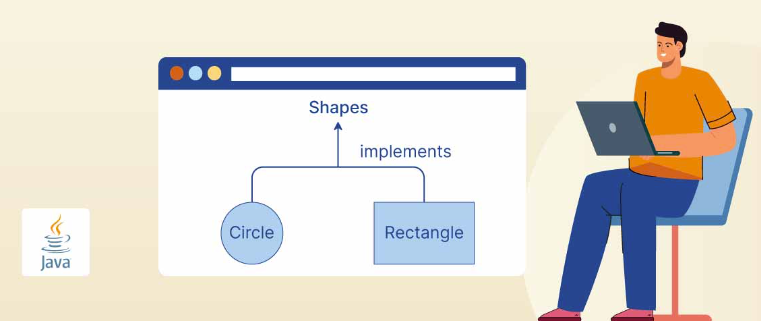 Shapes
implements
Circle
Rectangle
Java